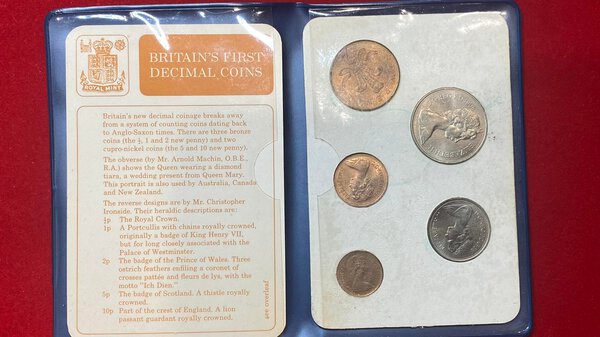 BRITAIN'S FIRST
DECIMAL COINS
ROYAL MINT
Britain's new decimal coinage breaks away
from a system of counting coins dating back
to Anglo-Saxon times. There are three bronze
coins (the ½, 1 and 2 new penny) and two
cupro-nickel coins (the 5 and 10 new penny).
The obverse (by Mr. Arnold Machin, O.B.E.,
R.A.) shows the Queen wearing a diamond
tiara, a wedding present from Queen Mary.
This portrait is also used by Australia, Canada
and New Zealand.
The reverse designs are by Mr. Christopher
Ironside. Their heraldic descriptions are:
½p The Royal Crown.
1p A Portcullis with chains royally crowned,
originally a badge of King Henry VII,
but for long closely associated with the
Palace of Westminster.
2p The badge of the Prince of Wales. Three
ostrich feathers enfiling a coronet of
crosses pattée and fleurs de lys, with the
motto "Ich Dien."
5p The badge of Scotland. A thistle royally
crowned.
10p Part of the crest of England. A lion
passant guardant royally crowned.
see overleaf